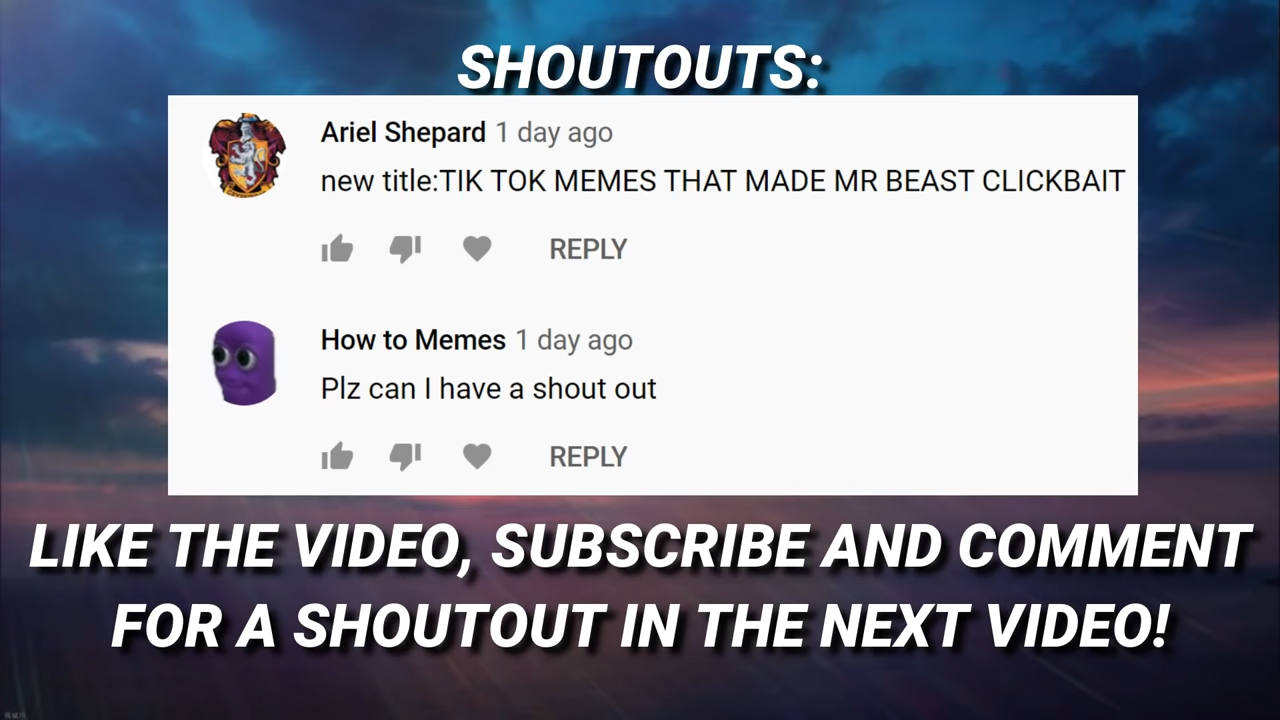 SHOUTOUTS:
Ariel Shepard 1 day ago
new title:TIK TOK MEMES THAT MADE MR BEAST CLICKBAIT
REPLY
How to Memes 1 day ago
Plz can I have a shout out
REPLY
LIKE THE VIDEO, SUBSCRIBE AND COMMENT
FOR A SHOUTOUT IN THE NEXT VIDEO!